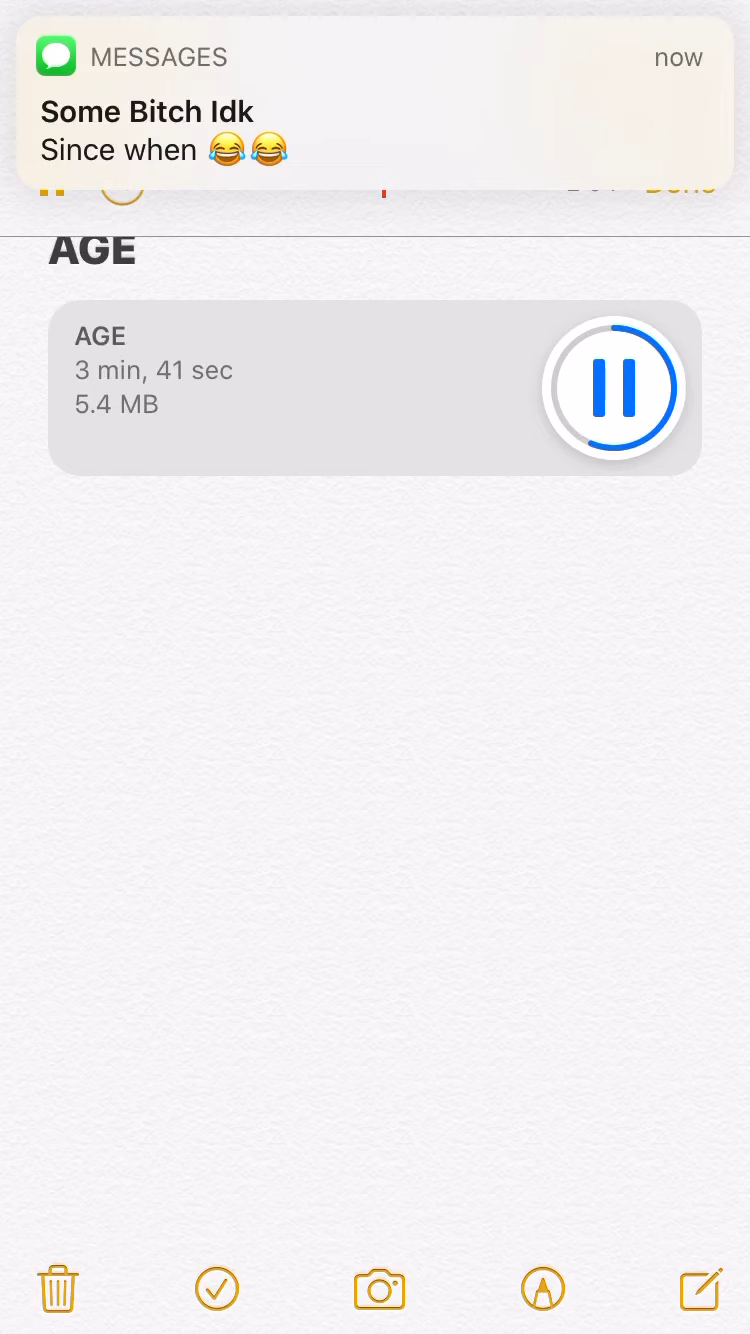 MESSAGES
now
Some Bitch Idk
Since when 😂😂
AGE
AGE
3 min, 41 sec
5.4 MB